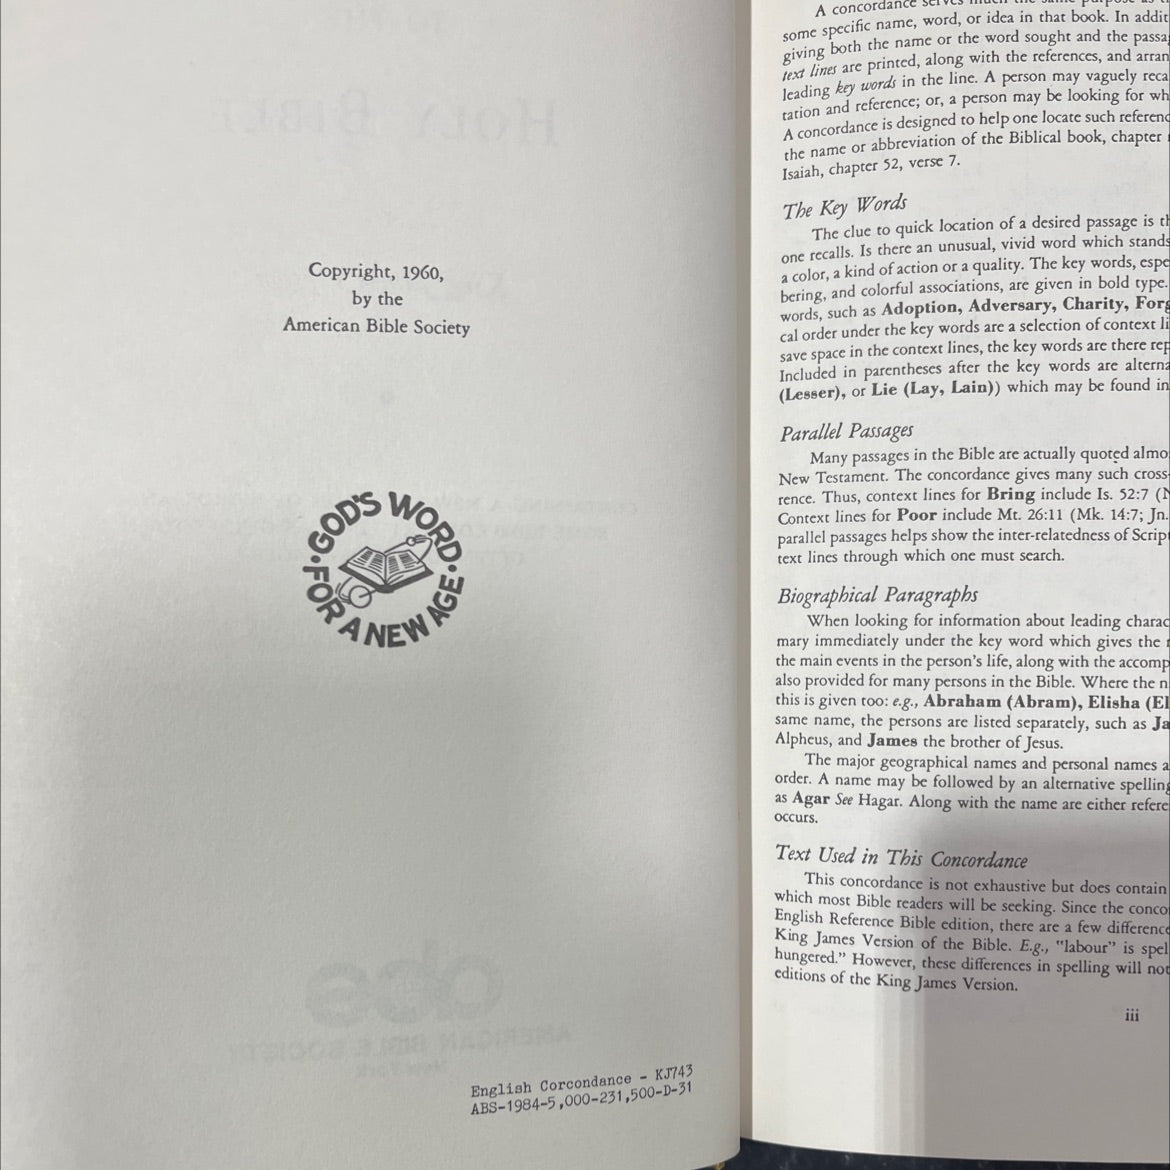 Copyright, 1960,
by the
American Bible Society
GOD'S WORD
FOR A NEW AGE
English Corcondance - KJ743
ABS-1984-5,000-231,500-D-31
A concordance serves much the same purpose as
some specific name, word, or idea in that book. In addit
giving both the name or the word sought and the passa
text lines are printed, along with the references, and arran
leading key words in the line. A person may vaguely reca
tation and reference; or, a person may be looking for wh
A concordance is designed to help one locate such referenc
the name or abbreviation of the Biblical book, chapter
Isaiah, chapter 52, verse 7.
The Key Words
The clue to quick location of a desired passage is th
one recalls. Is there an unusual, vivid word which stands
a color, a kind of action or a quality. The key words, espe
bering, and colorful associations, are given in bold type.
words, such as Adoption, Adversary, Charity, Forg
cal order under the key words are a selection of context li
save space in the context lines, the key words are there rep
Included in parentheses after the key words are alterna
(Lesser), or Lie (Lay, Lain)) which may be found in
Parallel Passages
Many passages in the Bible are actually quoted almo
New Testament. The concordance gives many such cross-
rence. Thus, context lines for Bring include Is. 52:7 (N
Context lines for Poor include Mt. 26:11 (Mk. 14:7; Jn.
parallel passages helps show the inter-relatedness of Scrip
text lines through which one must search.
Biographical Paragraphs
When looking for information about leading charac
mary immediately under the key word which gives the
the main events in the person's life, along with the accomp
also provided for many persons in the Bible. Where the n
this is given too: e.g., Abraham (Abram), Elisha (El
same name, the persons are listed separately, such as Ja
Alpheus, and James the brother of Jesus.
The major geographical names and personal names a
order. A name may be followed by an alternative spelling
as Agar See Hagar. Along with the name are either refere
occurs.
Text Used in This Concordance
This concordance is not exhaustive but does contain
which most Bible readers will be seeking. Since the conco
English Reference Bible edition, there are a few difference
King James Version of the Bible. E.g., "labour" is spel
hungered." However, these differences in spelling will not
editions of the King James Version.
iii